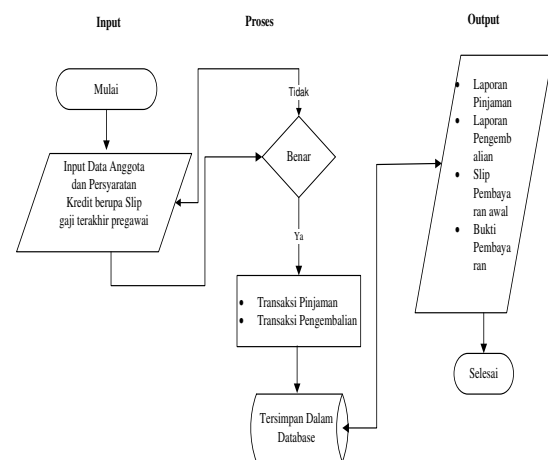 Input
Proses
Output
Mulai
Input Data Anggota
dan Persyaratan
Kredit berupa Slip
gaji terakhir pregawai
Tidak
Benar
Ya
• Transaksi Pinjaman
• Transaksi Pengembalian
Tersimpan Dalam
Database
• Laporan
Pinjaman
• Laporan
Pengemb
alian
• Slip
Pembaya
ran awal
• Bukti
Pembaya
ran
Selesai